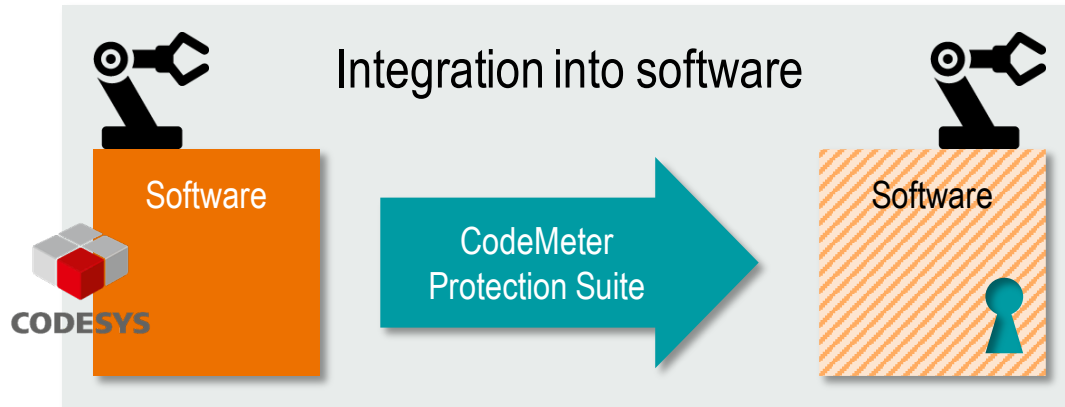 Integration into software
Software
CODESYS
CodeMeter
Protection Suite
Software